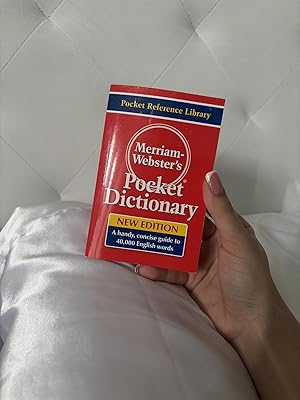 Pocket Reference Library
Merriam-
Webster's
Pocket
Dictionary®
NEW EDITION
A handy, concise guide to
40,000 English words